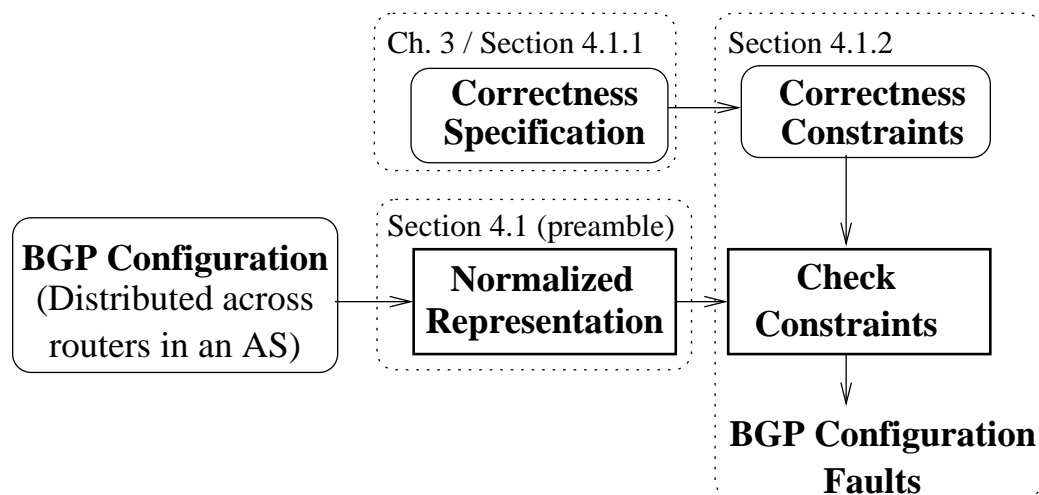 Ch. 3 / Section 4.1.1
Correctness
Specification
Section 4.1.2
Correctness
Constraints
BGP Configuration
(Distributed across
routers in an AS)
Section 4.1 (preamble)
Normalized
Representation
Check
Constraints
BGP Configuration
Faults